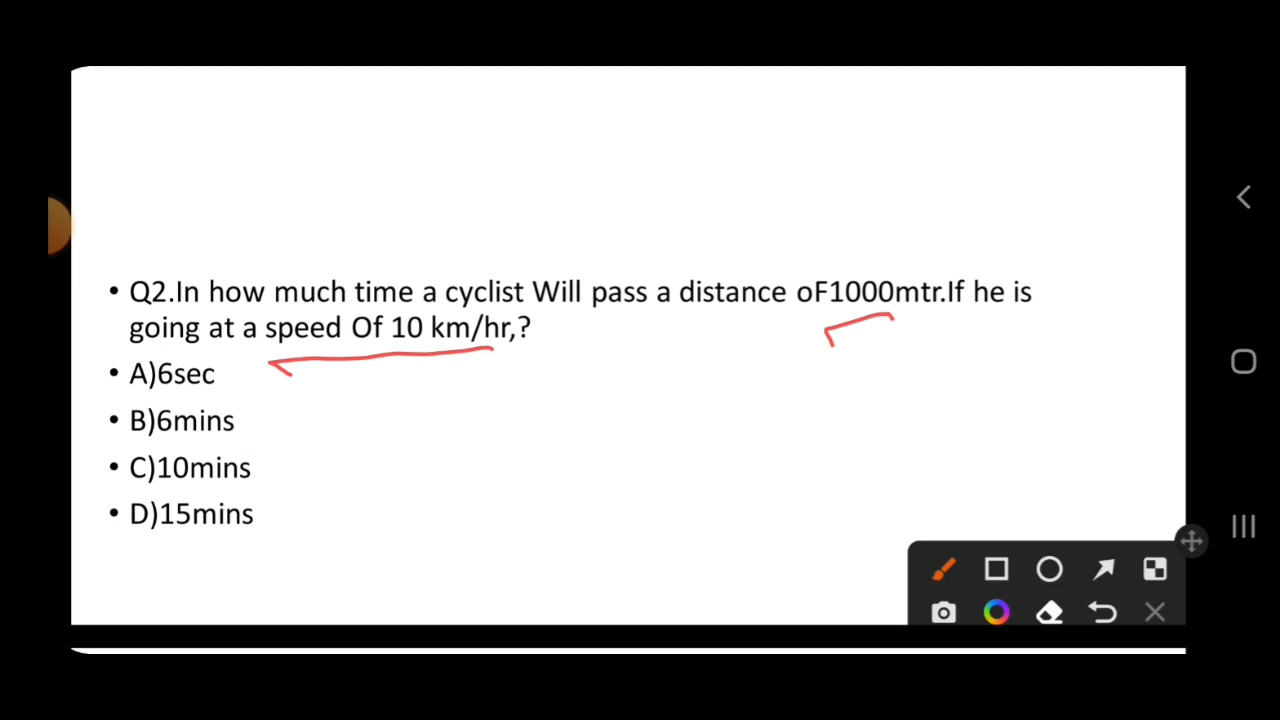 • Q2.In how much time a cyclist Will pass a distance oF1000mtr.If he is
going at a speed Of 10 km/hr,?
• A)6sec
• B)6mins
• C)10mins
• D)15mins